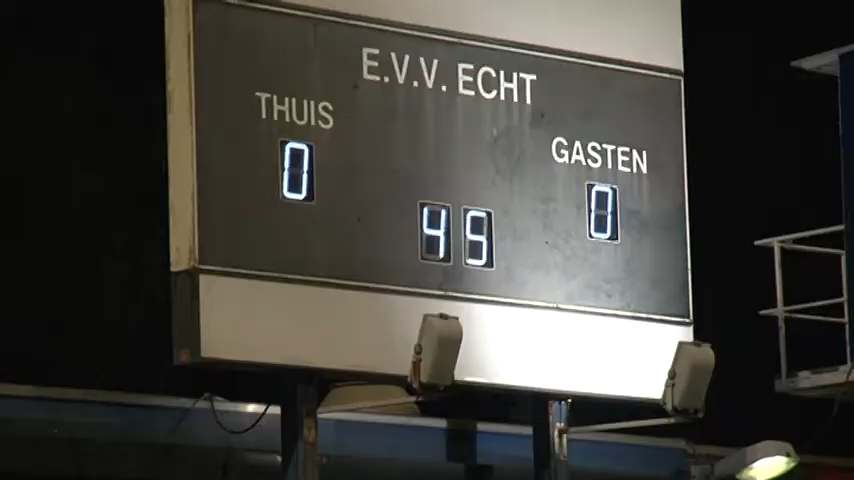 E.V.V. ECHT
THUIS
GASTEN
0
0
45